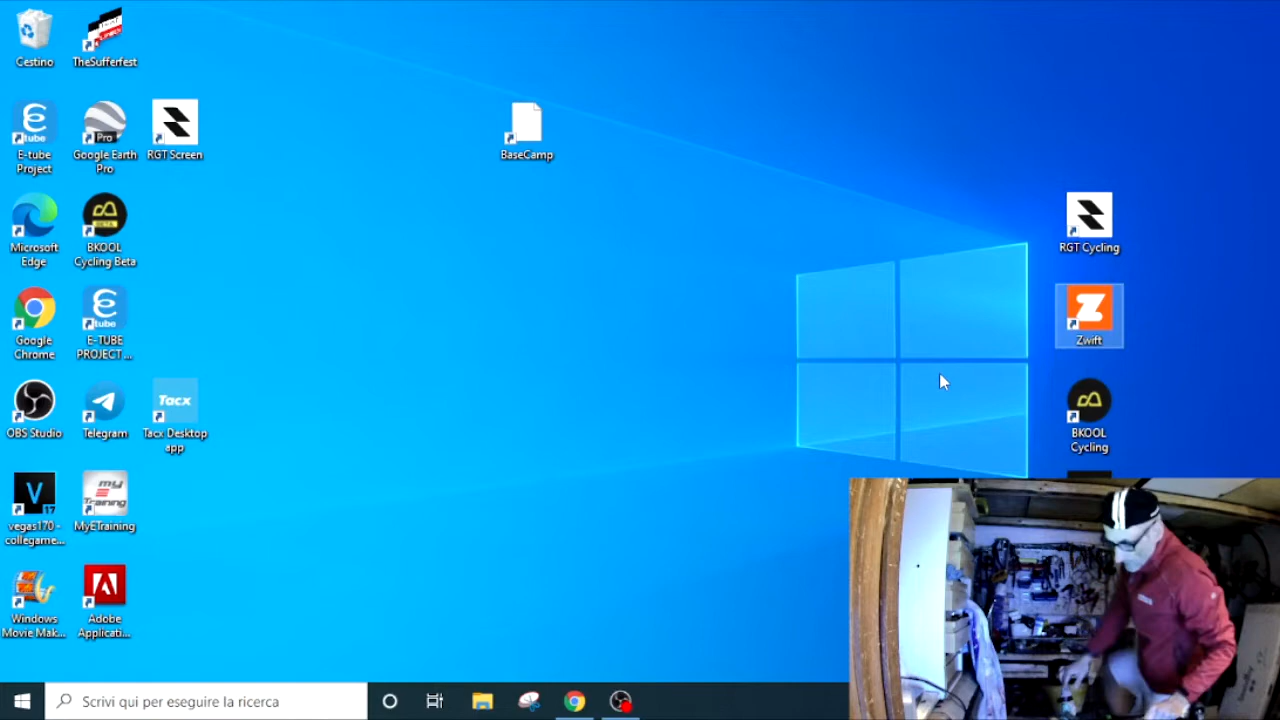 Cestino
TheSufferfest
E-tube
Project
Google Earth
Pro
RGT Screen
BaseCamp
Microsoft
Edge
BKOOL
Cycling Beta
RGT Cycling
Google
Chrome
E-TUBE
PROJECT ...
Zwift
OBS Studio
Telegram
Tacx
Tacx Desktop
app
BKOOL
Cycling
vegas170 -
collegame...
my
Training
MyETraining
Windows
Movie Mak...
Adobe
Applicati...
Scrivi qui per eseguire la ricerca